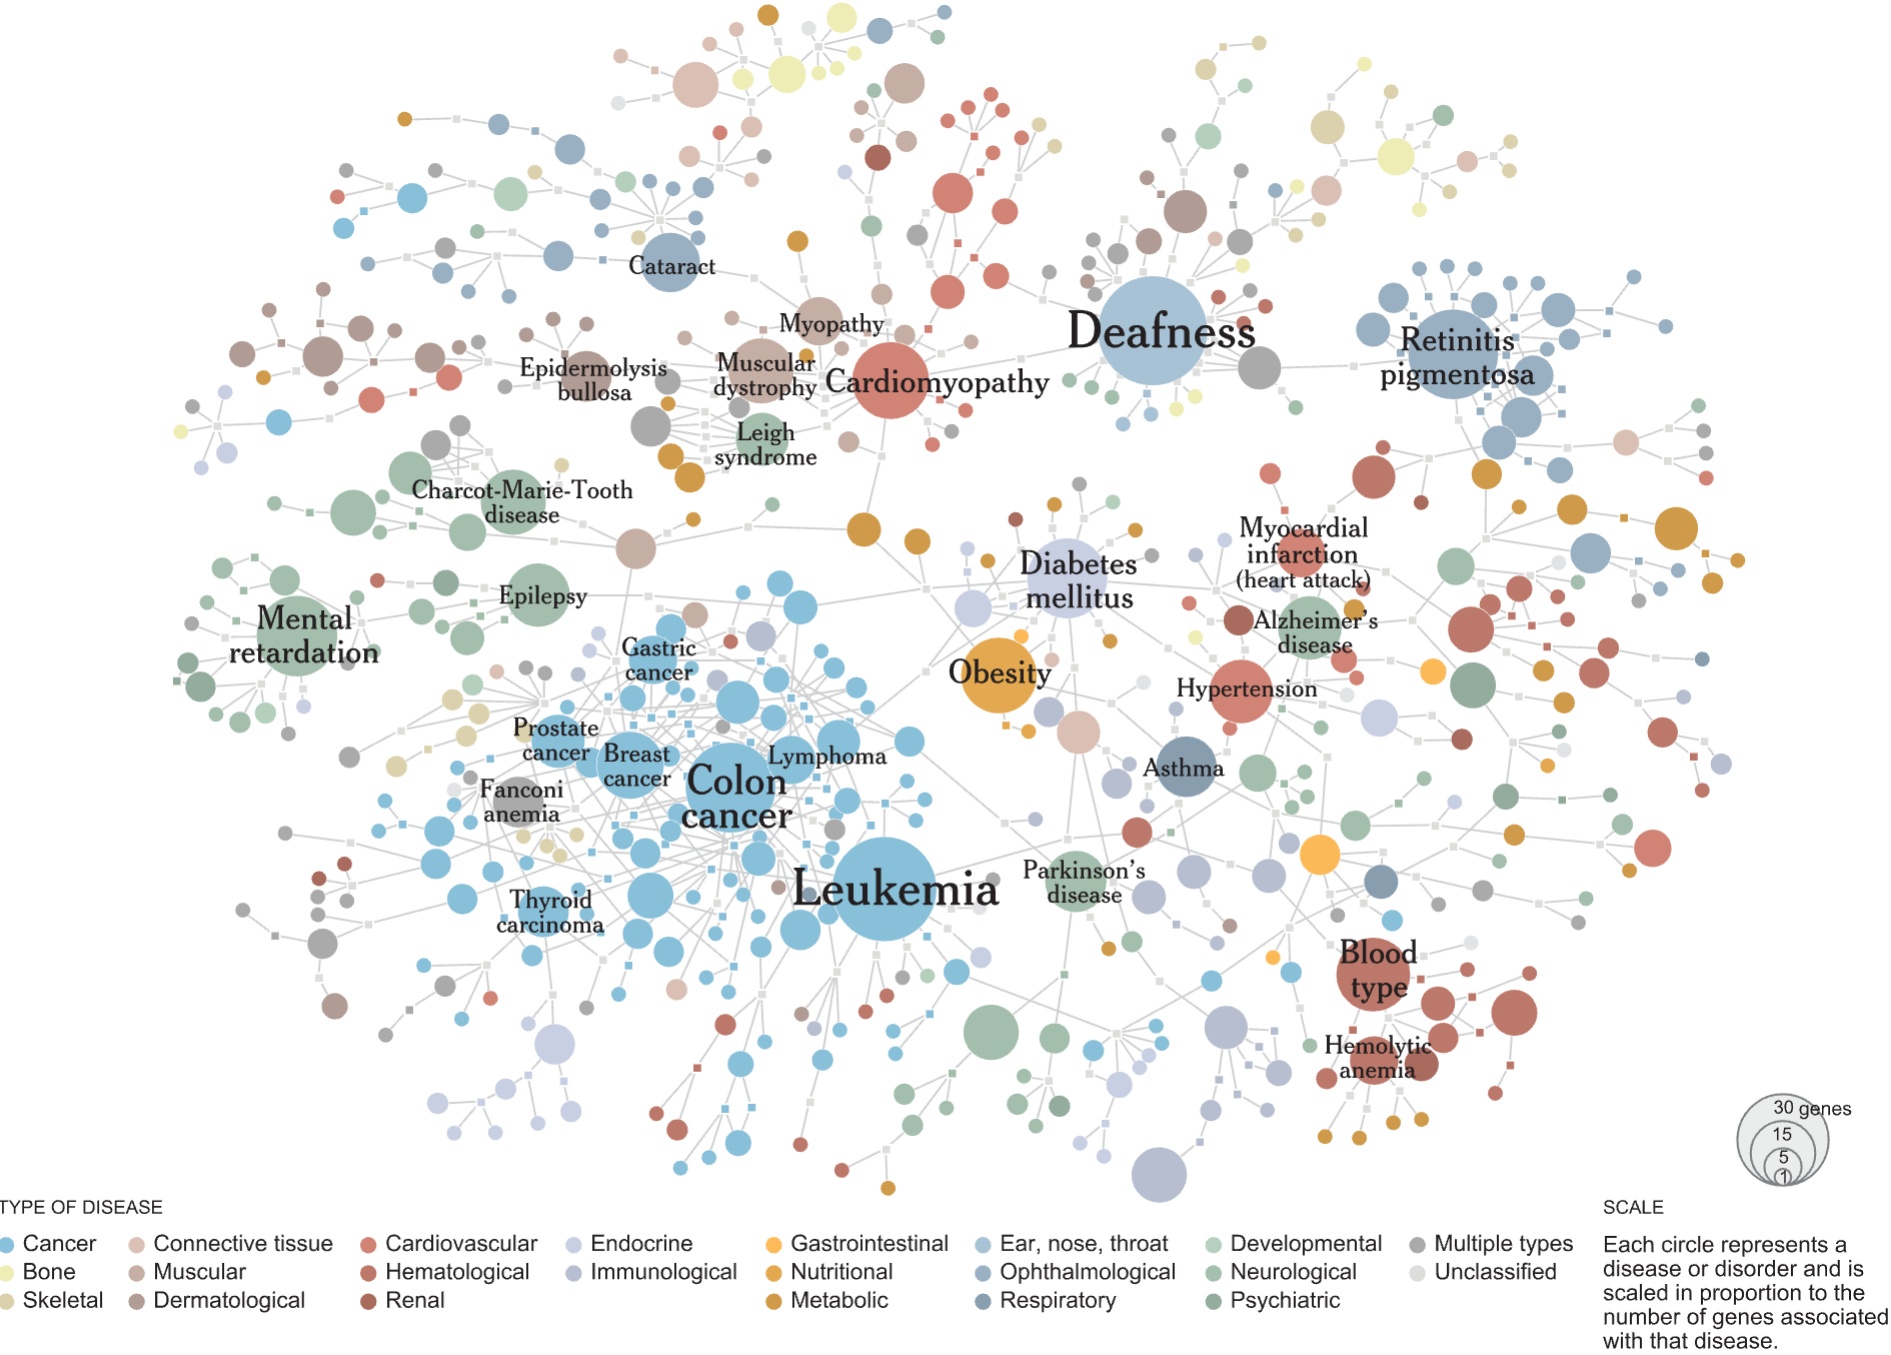 Cataract
Myopathy
Deafness
Retinitis
pigmentosa
Epidermolysis
bullosa
Muscular
dystrophy
Cardiomyopathy
Leigh
syndrome
Charcot-Marie-Tooth
disease
Myocardial
infarction
(heart attack)
Diabetes
mellitus
Epilepsy
Mental
retardation
Alzheimer's
disease
Gastric
cancer
Obesity
Hypertension
Prostate
cancer
Breast
cancer
Lymphoma
Colon
cancer
Asthma
Fanconi
anemia
Leukemia
Parkinson's
disease
Thyroid
carcinoma
Blood
type
Hemolytic
anemia
30 genes
15
5
1
TYPE OF DISEASE
Cancer
Bone
Skeletal
Connective tissue
Muscular
Dermatological
Cardiovascular
Hematological
Renal
Endocrine
Immunological
Gastrointestinal
Nutritional
Metabolic
Ear, nose, throat
Ophthalmological
Respiratory
Developmental
Neurological
Psychiatric
Multiple types
Unclassified
SCALE
Each circle represents a
disease or disorder and is
scaled in proportion to the
number of genes associated
with that disease.